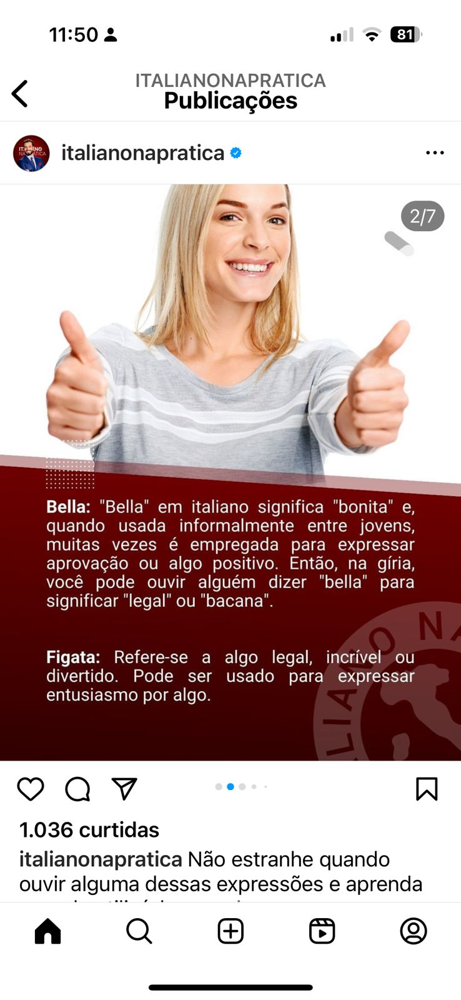 11:50
81
ITALIANONAPRATICA
Publicações
italianonapratica
2/7
Bella: "Bella" em italiano significa "bonita" e,
quando usada informalmente entre jovens,
muitas vezes é empregada para expressar
aprovação ou algo positivo. Então, na gíria,
você pode ouvir alguém dizer "bella" para
significar "legal" ou "bacana".
Figata: Refere-se a algo legal, incrível ou
divertido. Pode ser usado para expressar
entusiasmo por algo.
LIANO NA
1.036 curtidas
italianonapratica Não estranhe quando
ouvir alguma dessas expressões e aprenda